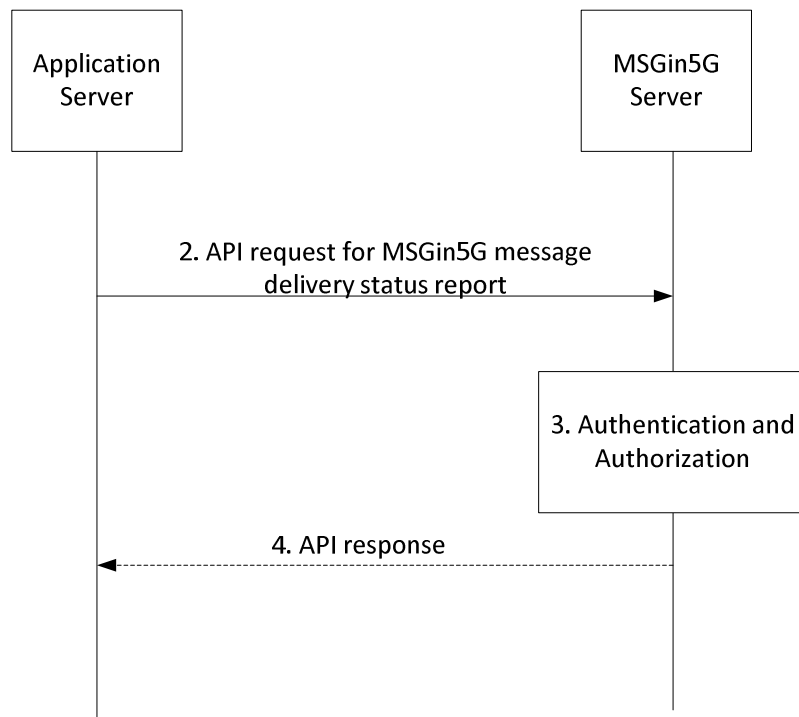 Application
Server
MSGin5G
Server
2. API request for MSGin5G message
delivery status report
3. Authentication and
Authorization
4. API response